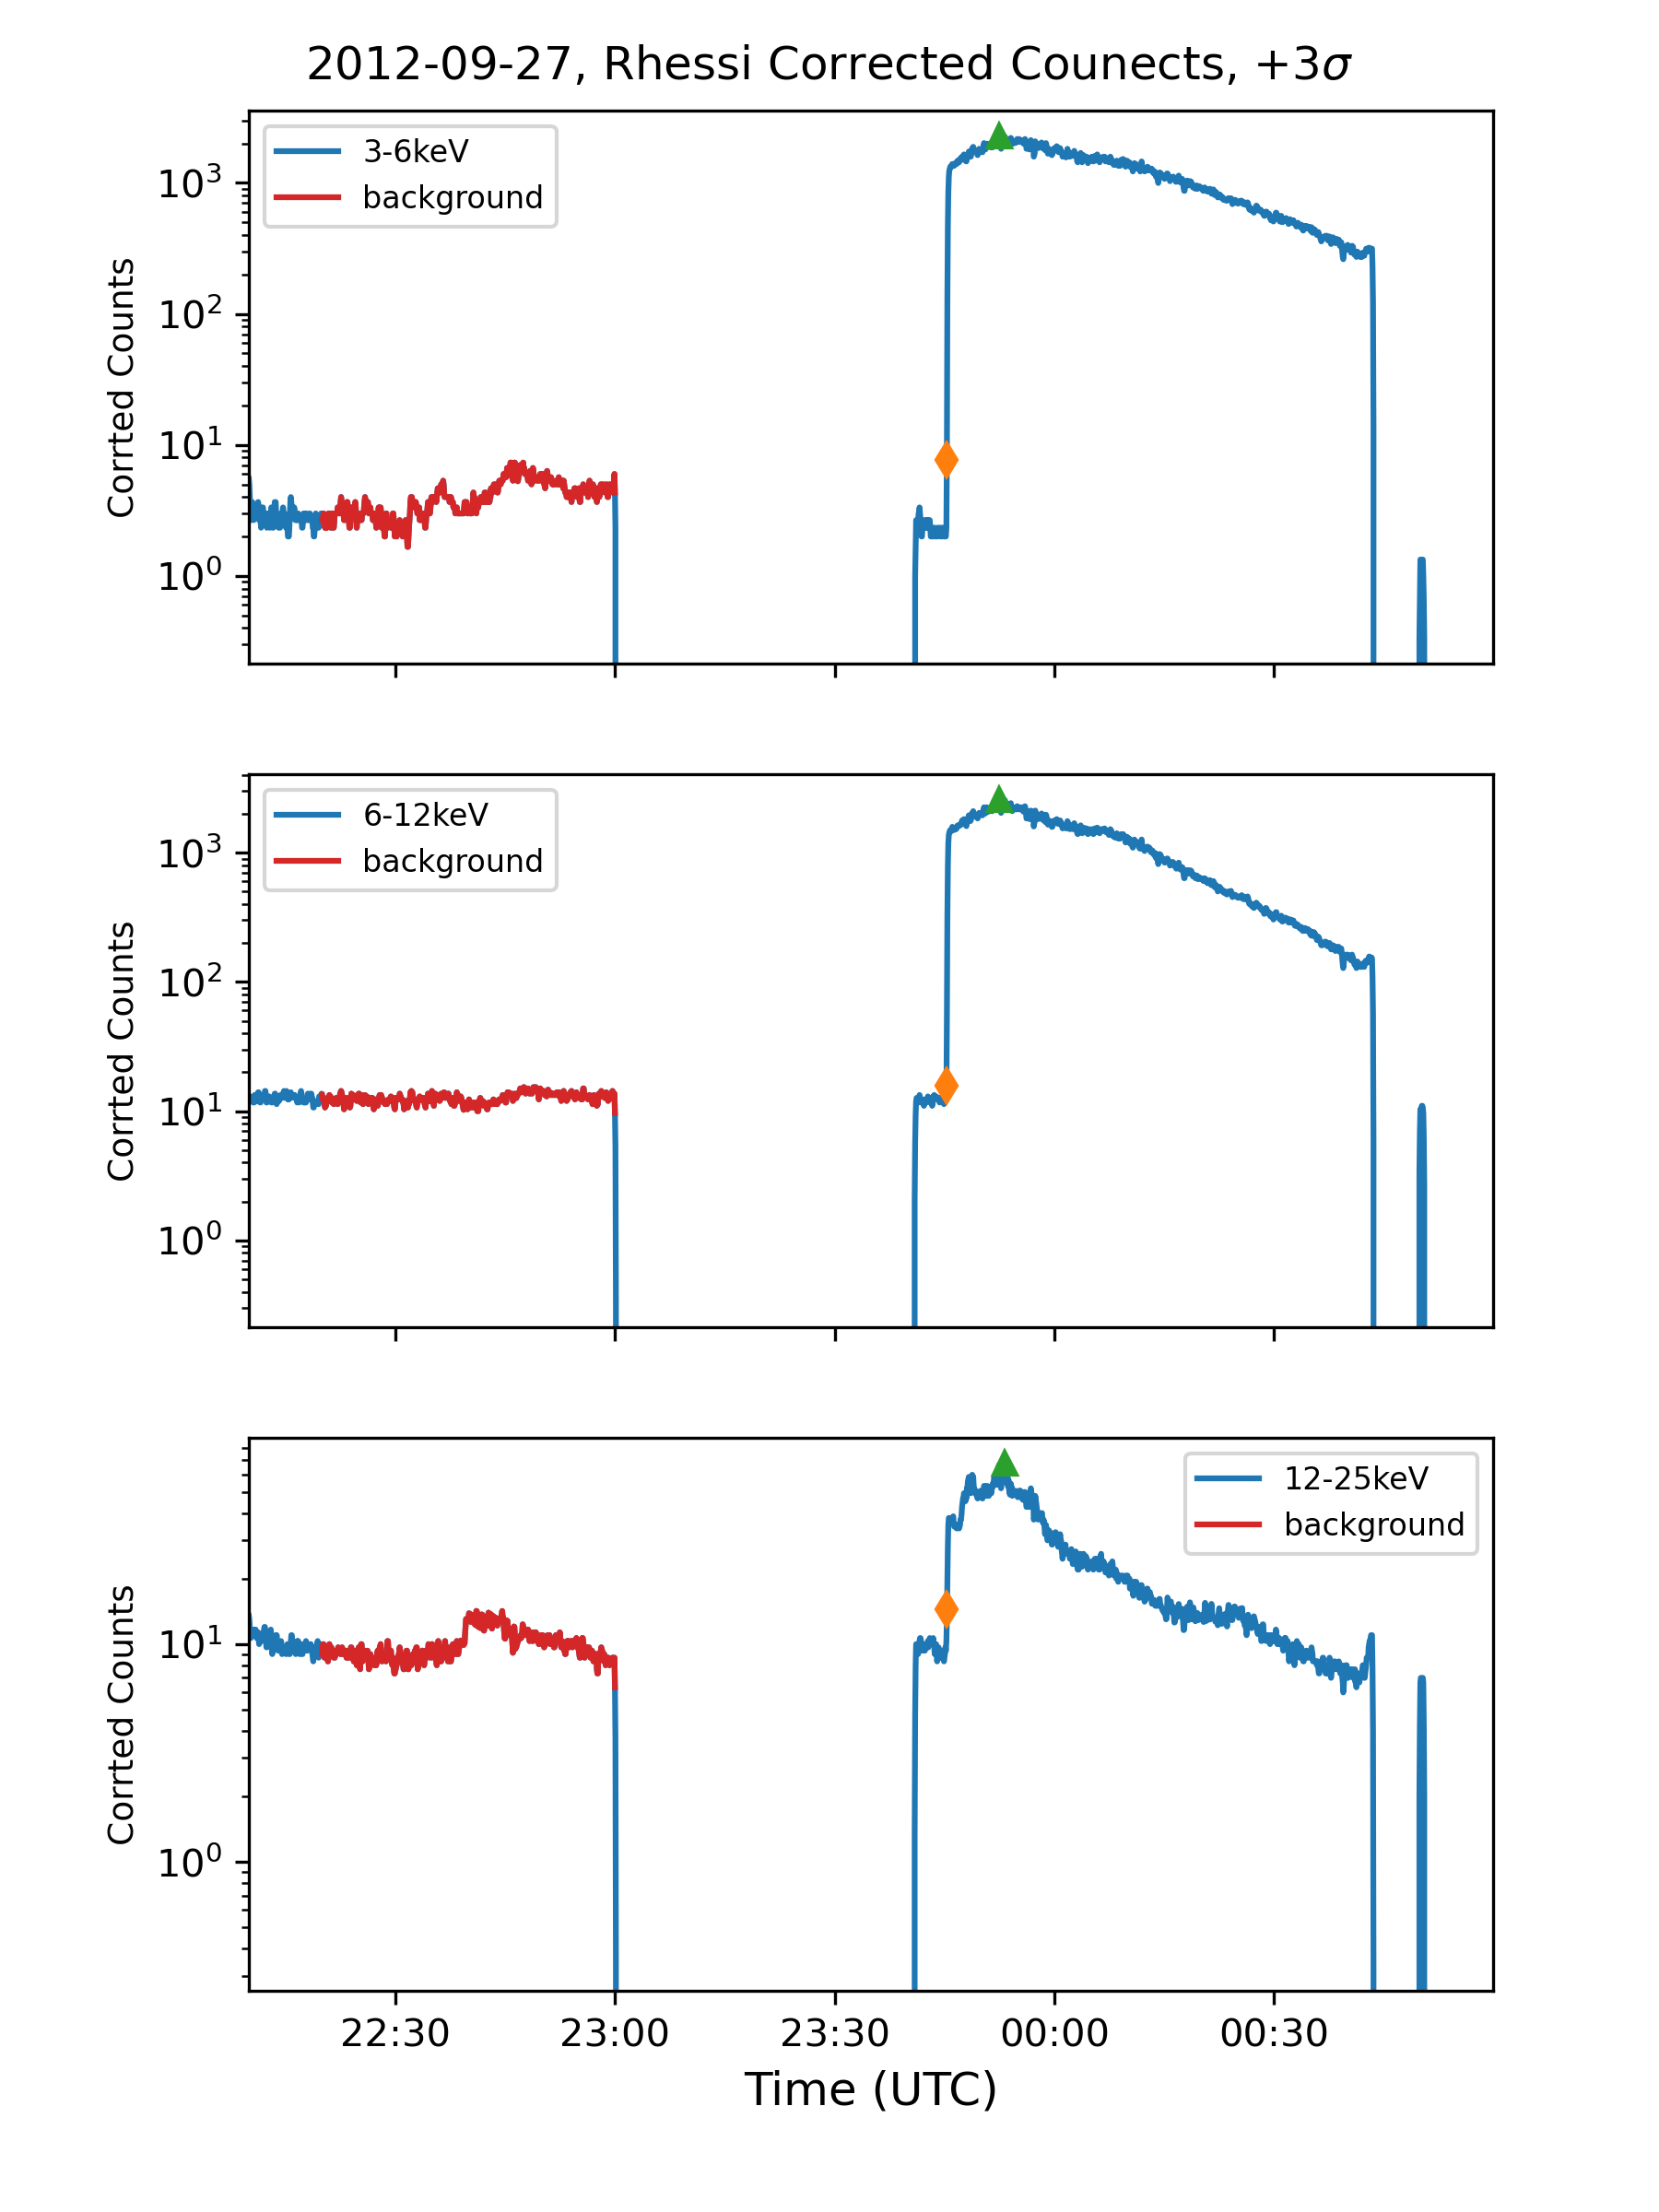 2012-09-27, Rhessi Corrected Counects, +3σ
3-6keV
background
10³
10²
10¹
10⁰
Corrted Counts
6-12keV
background
10³
10²
10¹
10⁰
Corrted Counts
12-25keV
background
10¹
10⁰
Corrted Counts
22:30 23:00 23:30 00:00 00:30
Time (UTC)